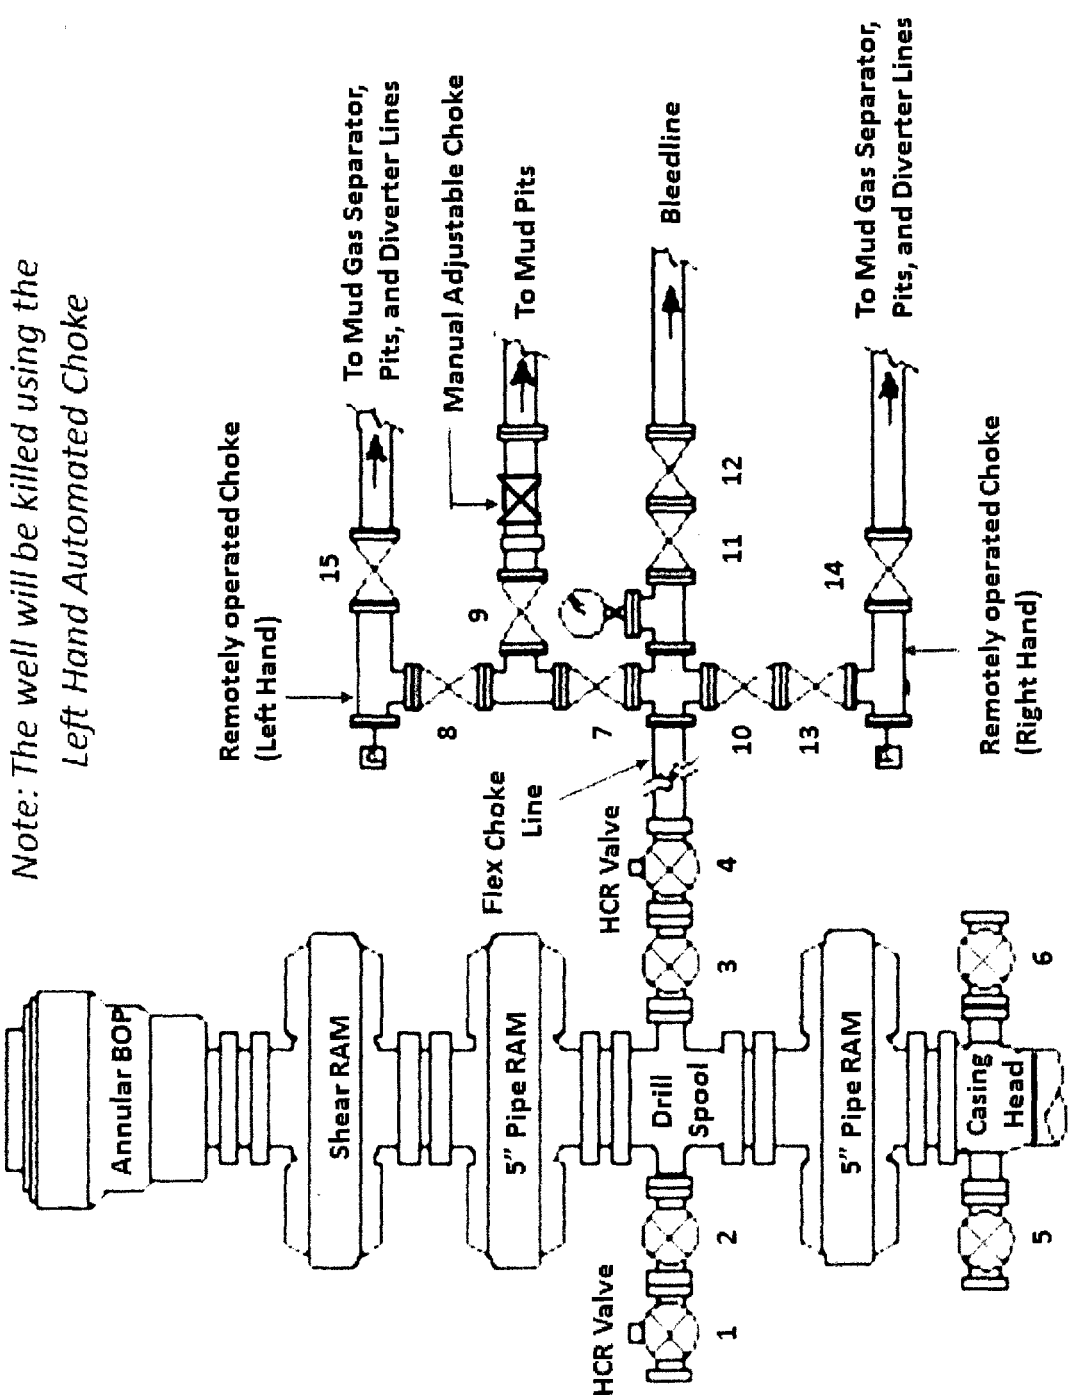 Note: The well will be killed using the
Left Hand Automated Choke
Annular BOP
Shear RAM
5" Pipe RAM
Drill
Spool
5" Pipe RAM
Casing
Head
HCR Valve
1
2
3
HCR Valve
4
5
6
Flex Choke
Line
Remotely operated Choke
(Left Hand)
15
To Mud Gas Separator,
Pits, and Diverter Lines
Manual Adjustable Choke
To Mud Pits
8
9
7
Bleedline
11
12
10
13
14
To Mud Gas Separator,
Pits, and Diverter Lines
Remotely operated Choke
(Right Hand)